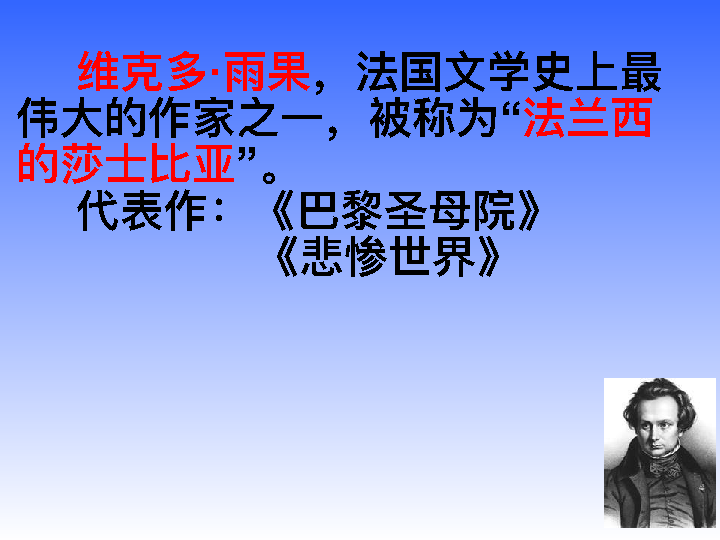 维克多·雨果，法国文学史上最
伟大的作家之一，被称为“法兰西
的莎士比亚”。
代表作：《巴黎圣母院》
《悲惨世界》